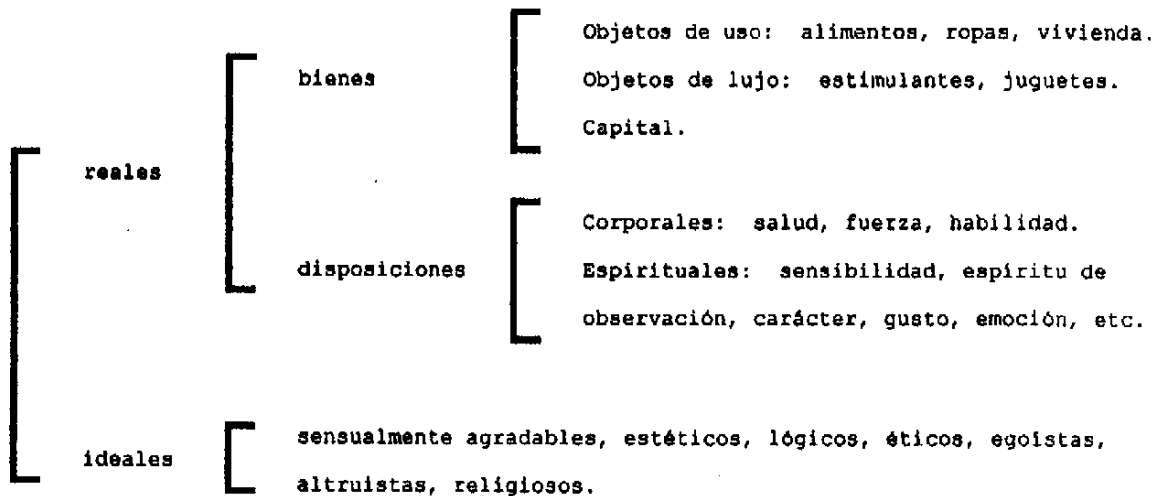 Objetos de uso: alimentos, ropas, vivienda.
bienes
Objetos de lujo: estimulantes, juguetes.
Capital.
reales
Corporales: salud, fuerza, habilidad.
disposiciones
Espirituales: sensibilidad, espíritu de
observación, carácter, gusto, emoción, etc.
ideales
sensualmente agradables, estéticos, lógicos, éticos, egoístas,
altruistas, religiosos.